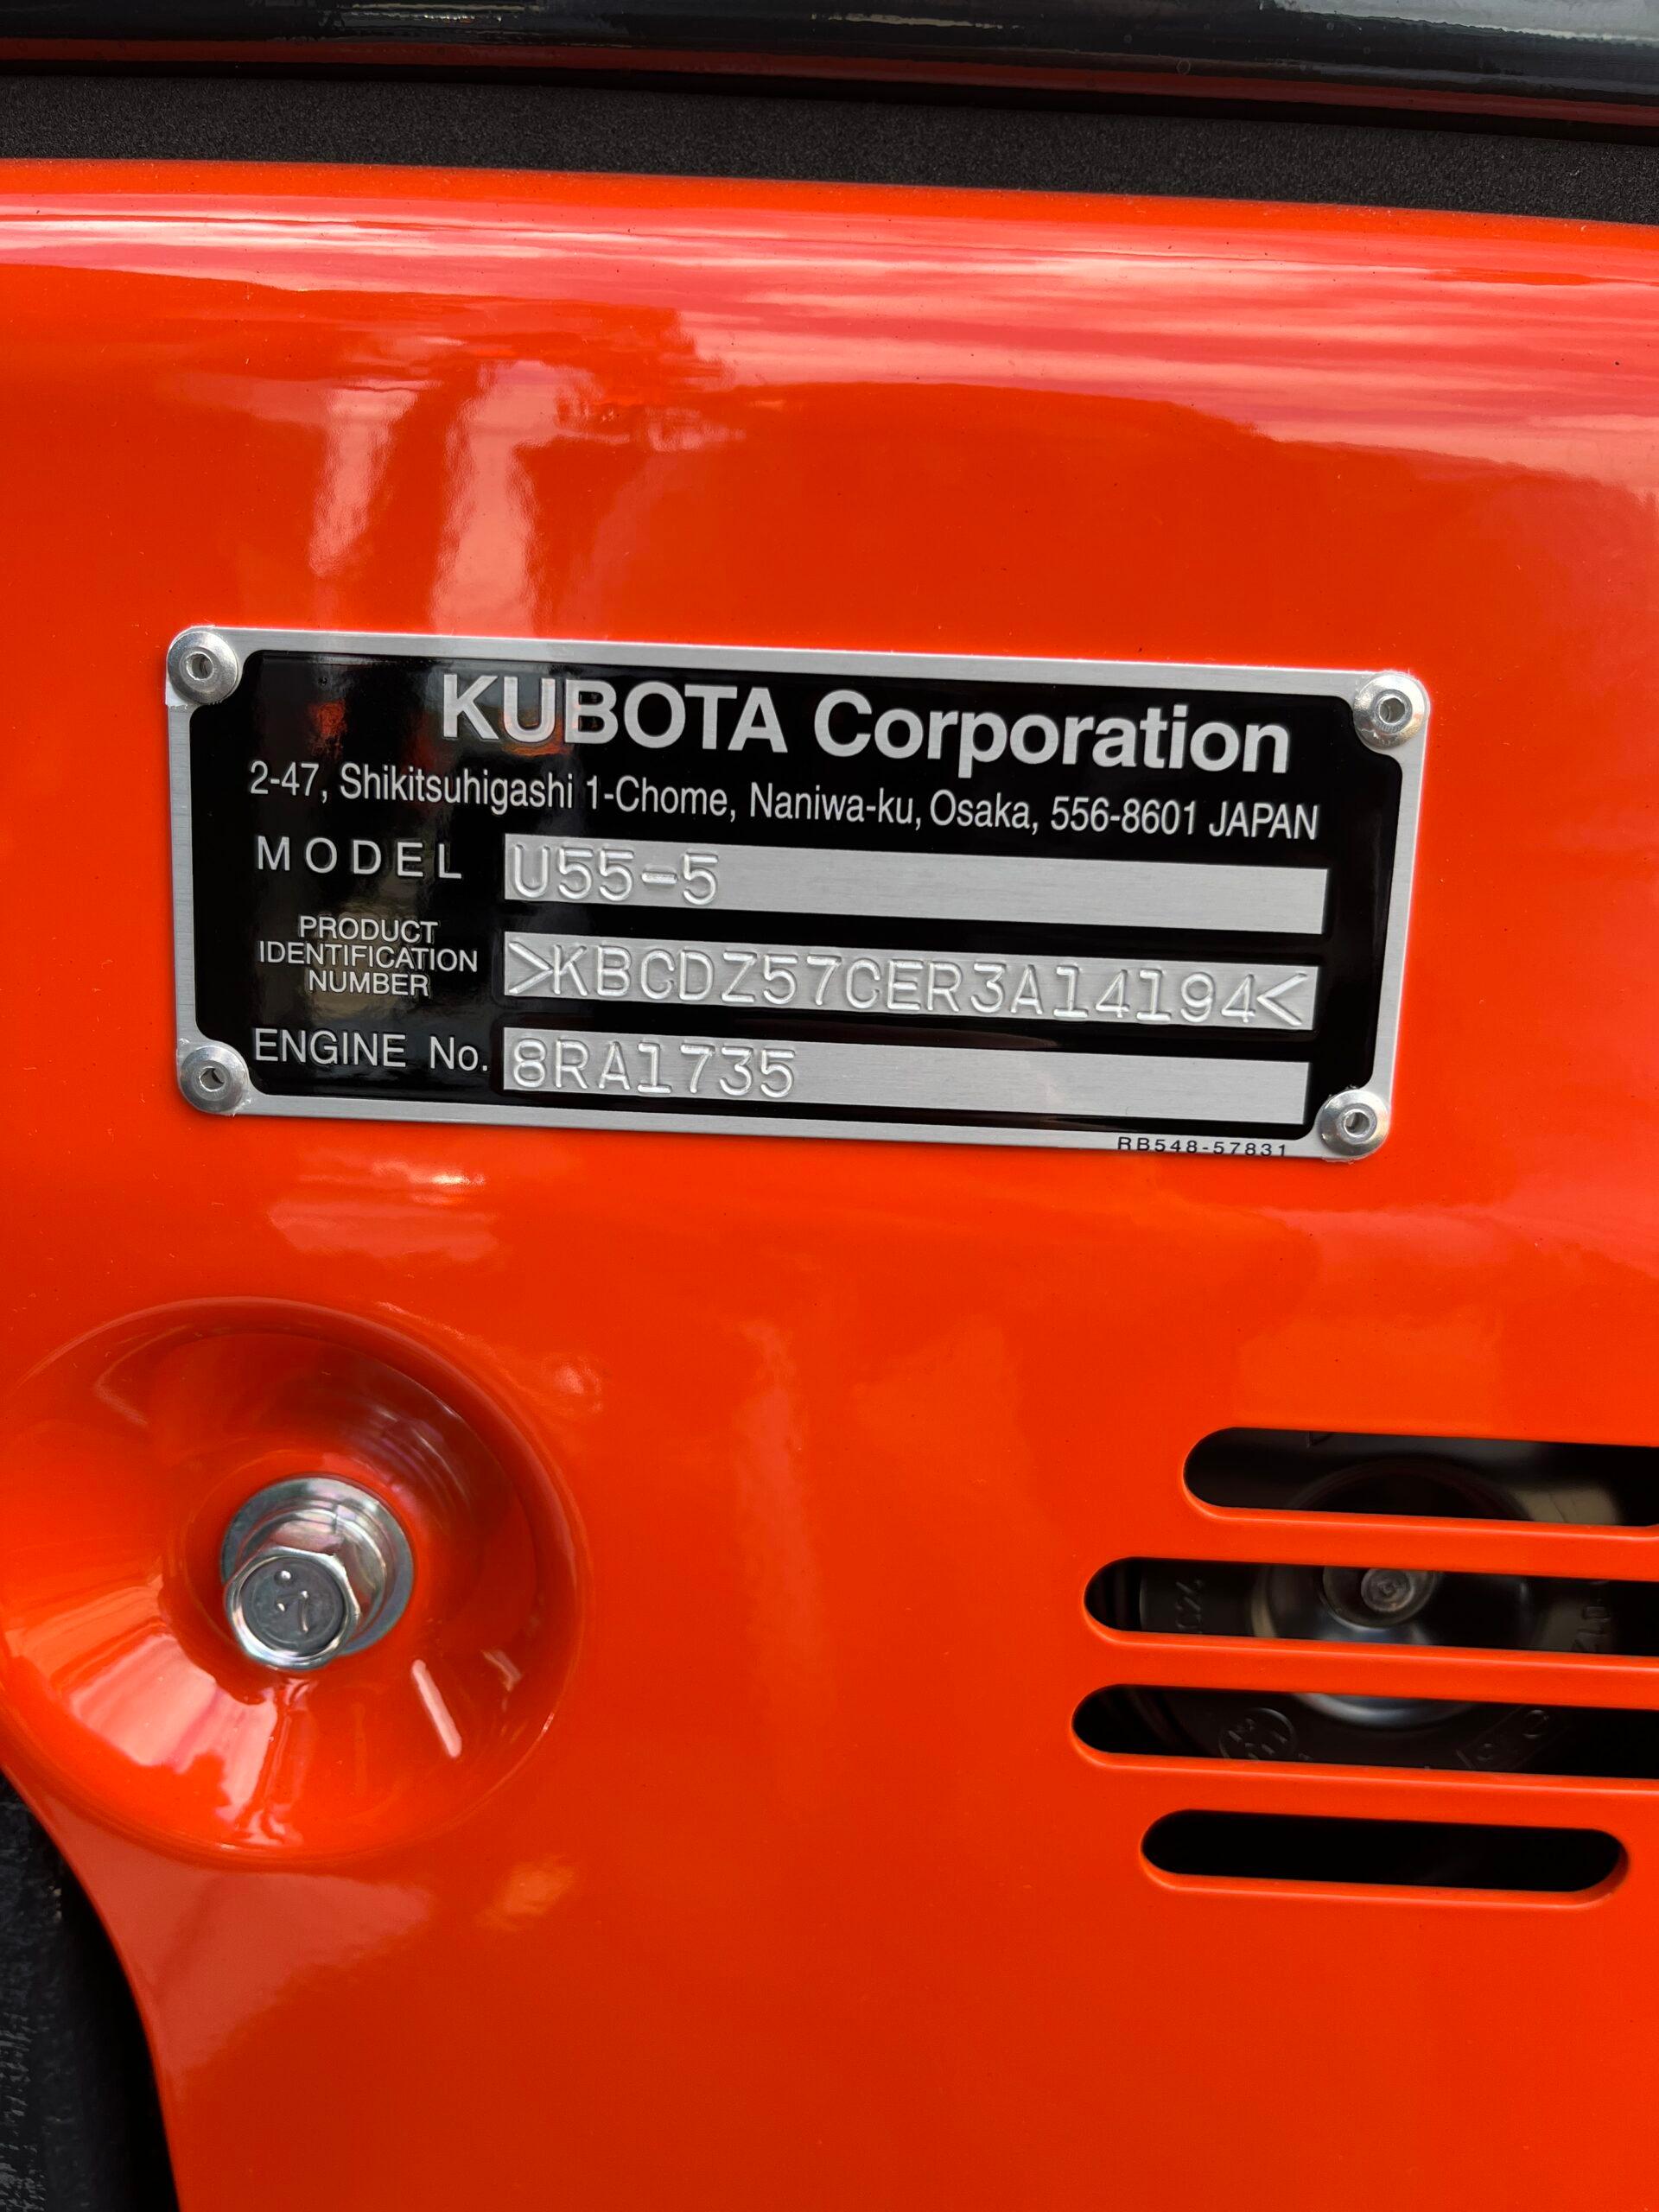 KUBOTA Corporation
2-47, Shikitsuhigashi 1-Chome, Naniwa-ku, Osaka, 556-8601 JAPAN
MODEL U55-5
PRODUCT
IDENTIFICATION
NUMBER
>KBCDZ57CER3A14194<
ENGINE No. 8RA1735
RB548-57831